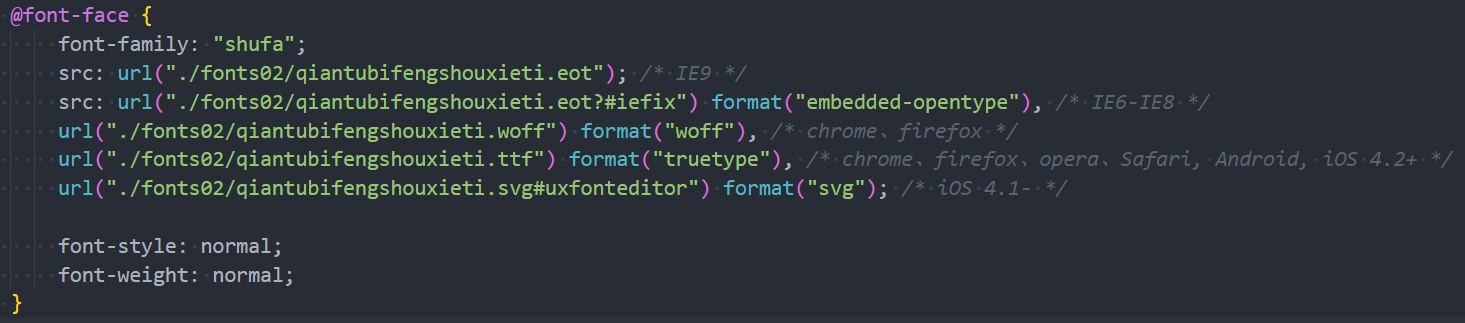 @font-face {
font-family: "shufa";
src: url("./fonts02/qiantubifengshouxieti.eot"); /* IE9 */
src: url("./fonts02/qiantubifengshouxieti.eot?#iefix") format("embedded-opentype"), /* IE6-IE8 */
url("./fonts02/qiantubifengshouxieti.woff") format("woff"), /* chrome、firefox */
url("./fonts02/qiantubifengshouxieti.ttf") format("truetype"), /* chrome、firefox、opera、Safari, Android, iOS 4.2+ */
url("./fonts02/qiantubifengshouxieti.svg#uxfonteditor") format("svg"); /* iOS 4.1- */
font-style: normal;
font-weight: normal;
}